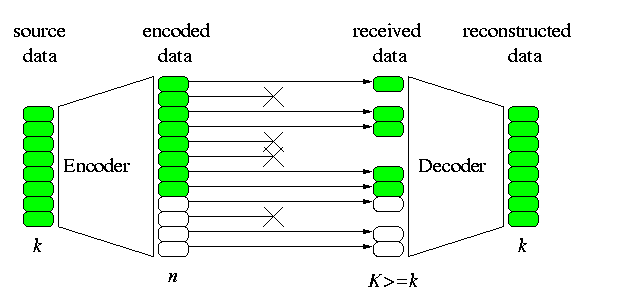 source
data
encoded
data
received
data
reconstructed
data
Encoder
Decoder
k
n
K>=k
k